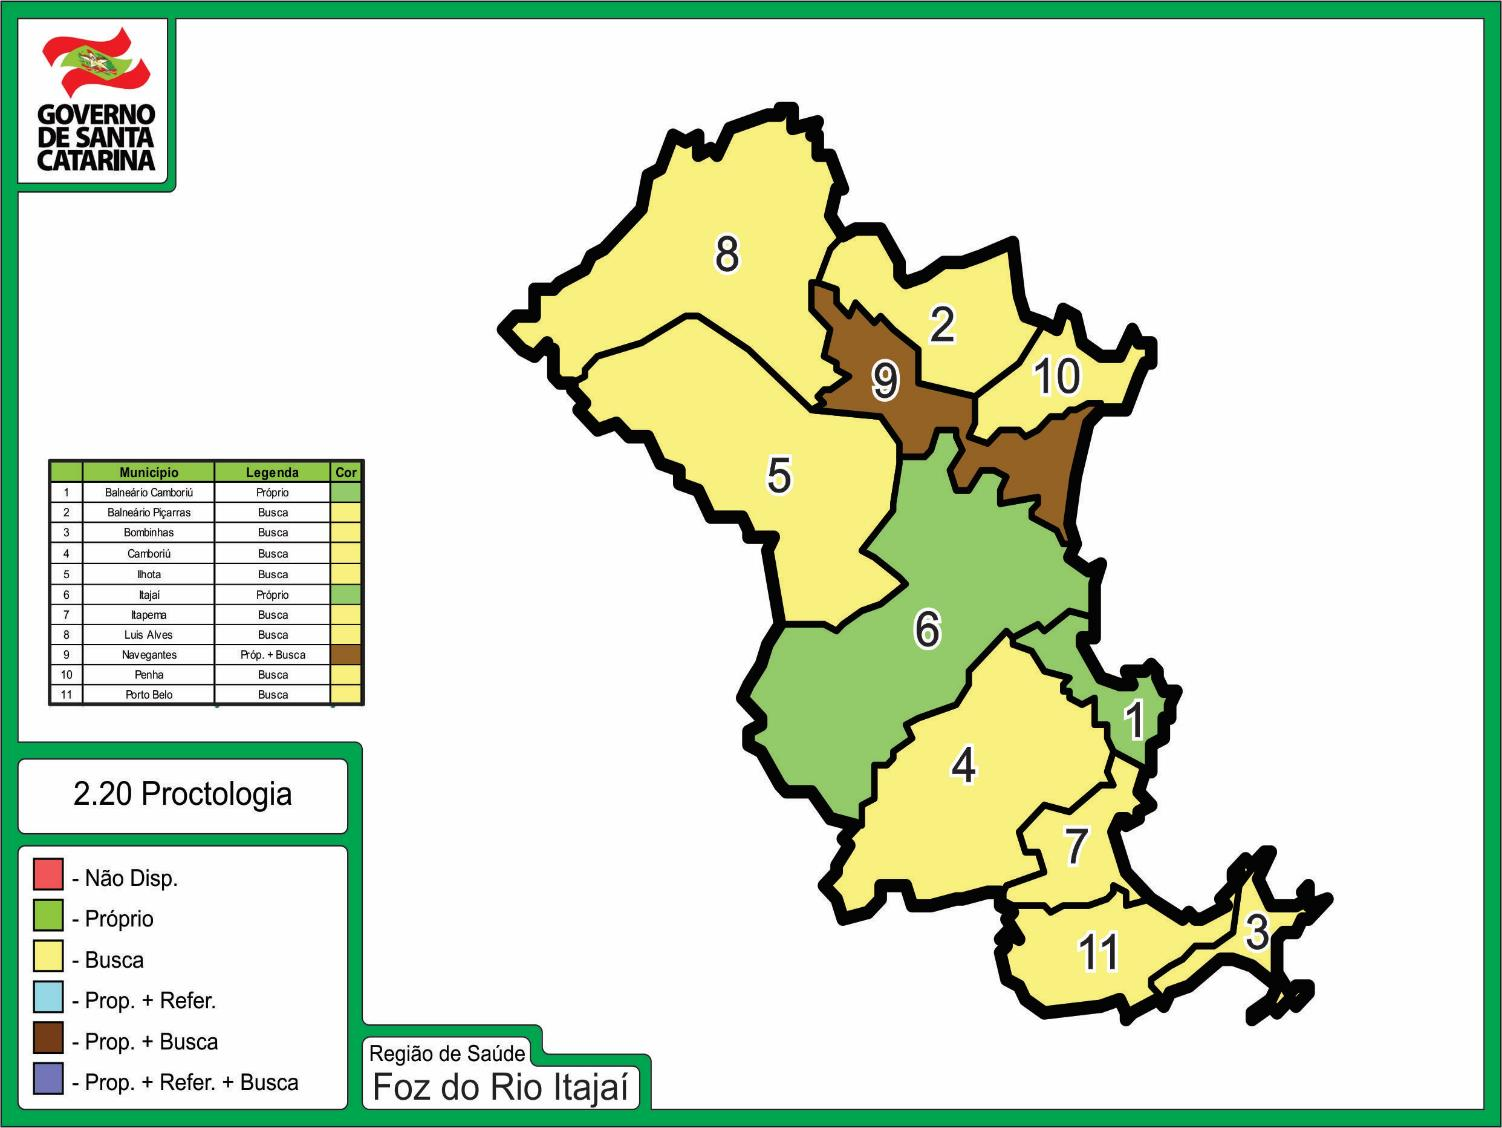 GOVERNO
DE SANTA
CATARINA
8
2
10
9
5
6
1
4
7
3
11
Município Legenda Cor
1 Balneário Camboriú Próprio
2 Balneário Piçarras Busca
3 Bombinhas Busca
4 Camboriú Busca
5 Ilhota Busca
6 Itajaí Próprio
7 Itapema Busca
8 Luis Alves Busca
9 Navegantes Próp. + Busca
10 Penha Busca
11 Porto Belo Busca
2.20 Proctologia
- Não Disp.
- Próprio
- Busca
- Prop. + Refer.
- Prop. + Busca
- Prop. + Refer. + Busca
Região de Saúde
Foz do Rio Itajaí